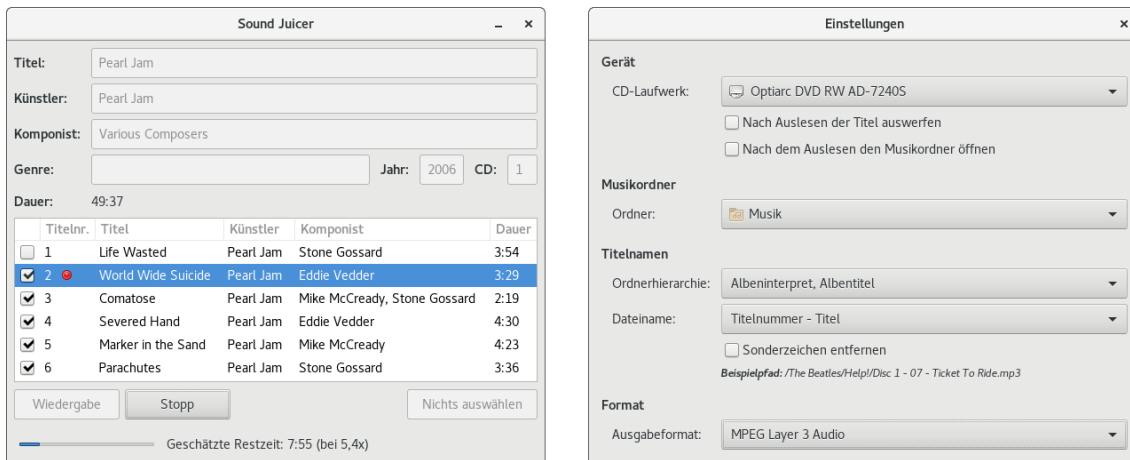 Sound Juicer
Titel: Pearl Jam
Künstler: Pearl Jam
Komponist: Various Composers
Genre: Jahr: 2006 CD: 1
Dauer: 49:37
Titelnr. Titel Künstler Komponist Dauer
1 Life Wasted Pearl Jam Stone Gossard 3:54
2 World Wide Suicide Pearl Jam Eddie Vedder 3:29
3 Comatose Pearl Jam Mike McCready, Stone Gossard 2:19
4 Severed Hand Pearl Jam Eddie Vedder 4:30
5 Marker in the Sand Pearl Jam Mike McCready 4:23
6 Parachutes Pearl Jam Stone Gossard 3:36
Wiedergabe Stopp Nichts auswählen
Geschätzte Restzeit: 7:55 (bei 5,4x)
Einstellungen
Gerät
CD-Laufwerk: Optiarc DVD RW AD-7240S
Nach Auslesen der Titel auswerfen
Nach dem Auslesen den Musikordner öffnen
Musikordner
Ordner: Musik
Titelnamen
Ordnerhierarchie: Albeninterpret, Albentitel
Dateiname: Titelnummer - Titel
Sonderzeichen entfernen
Beispielpfad: /The Beatles/Help!/Disc 1 - 07 - Ticket To Ride.mp3
Format
Ausgabeformat: MPEG Layer 3 Audio